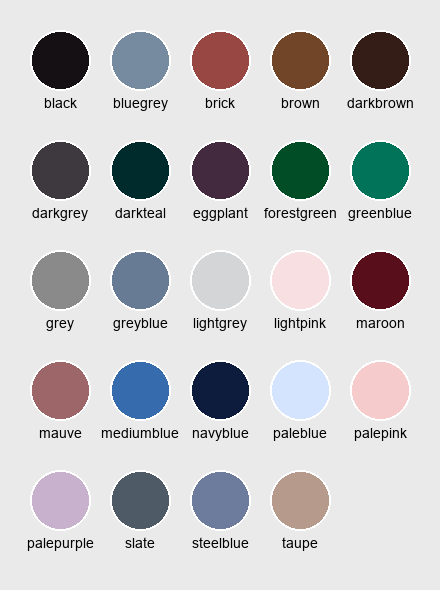 black bluegrey brick brown darkbrown
darkgrey darkteal eggplant forestgreen greenblue
grey greyblue lightgrey lightpink maroon
mauve mediumblue navyblue paleblue palepink
palepurple slate steelblue taupe